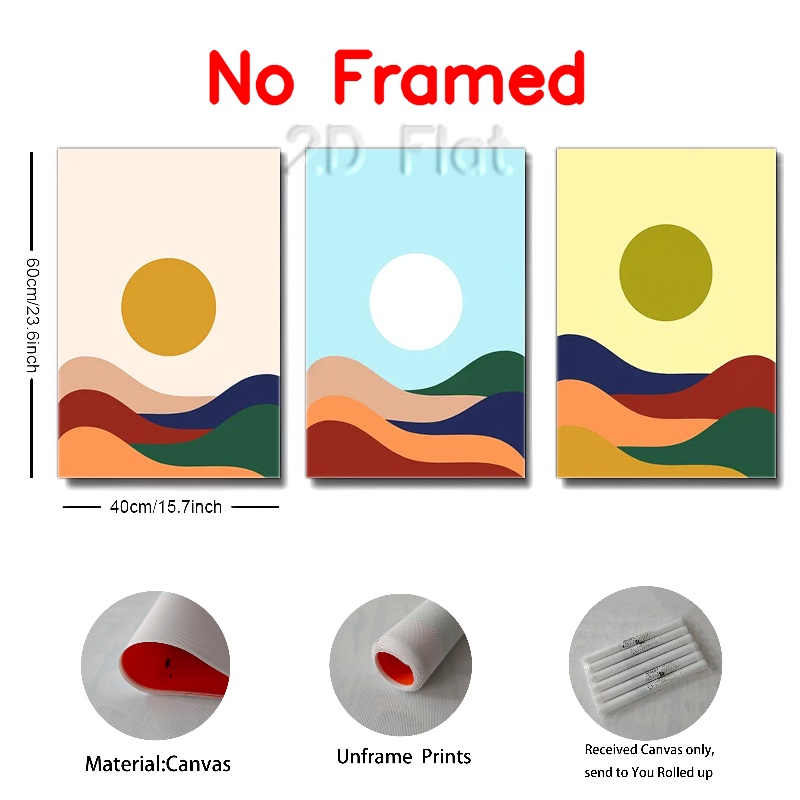 No Framed
2D Flat
60cm/23.6inch
40cm/15.7inch
Material:Canvas
Unframe Prints
Received Canvas only,
send to You Rolled up